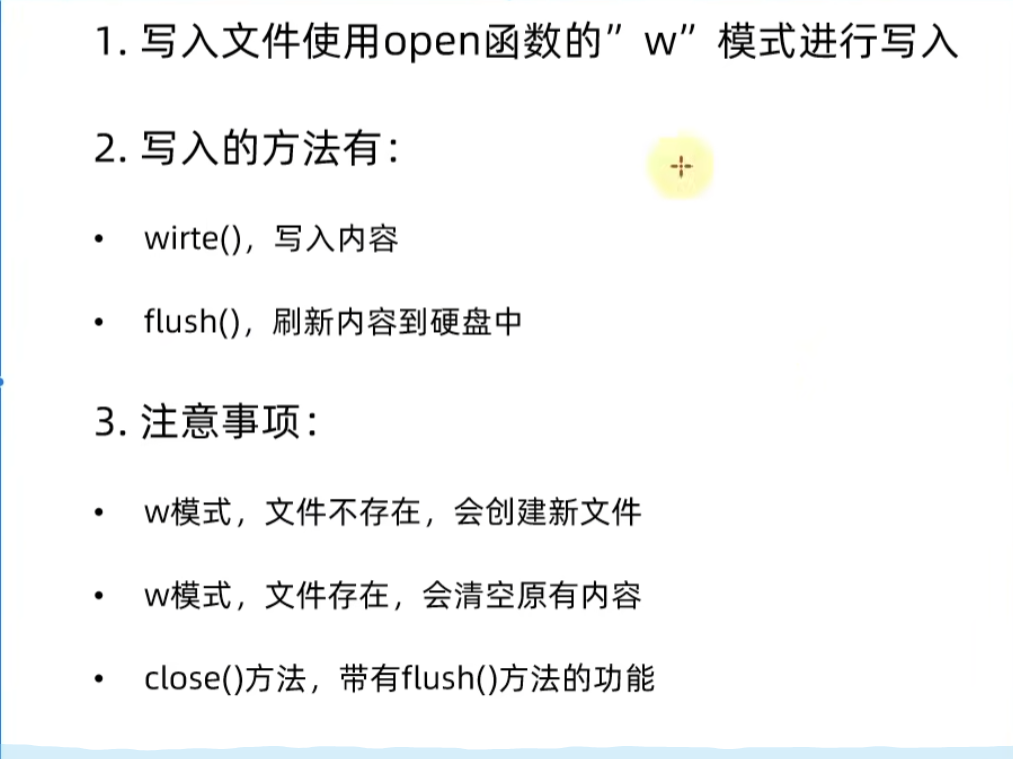 1. 写入文件使用open函数的”w”模式进行写入
2. 写入的方法有：
• wirte()，写入内容
• flush()，刷新内容到硬盘中
3. 注意事项：
• w模式，文件不存在，会创建新文件
• w模式，文件存在，会清空原有内容
• close()方法，带有flush()方法的功能